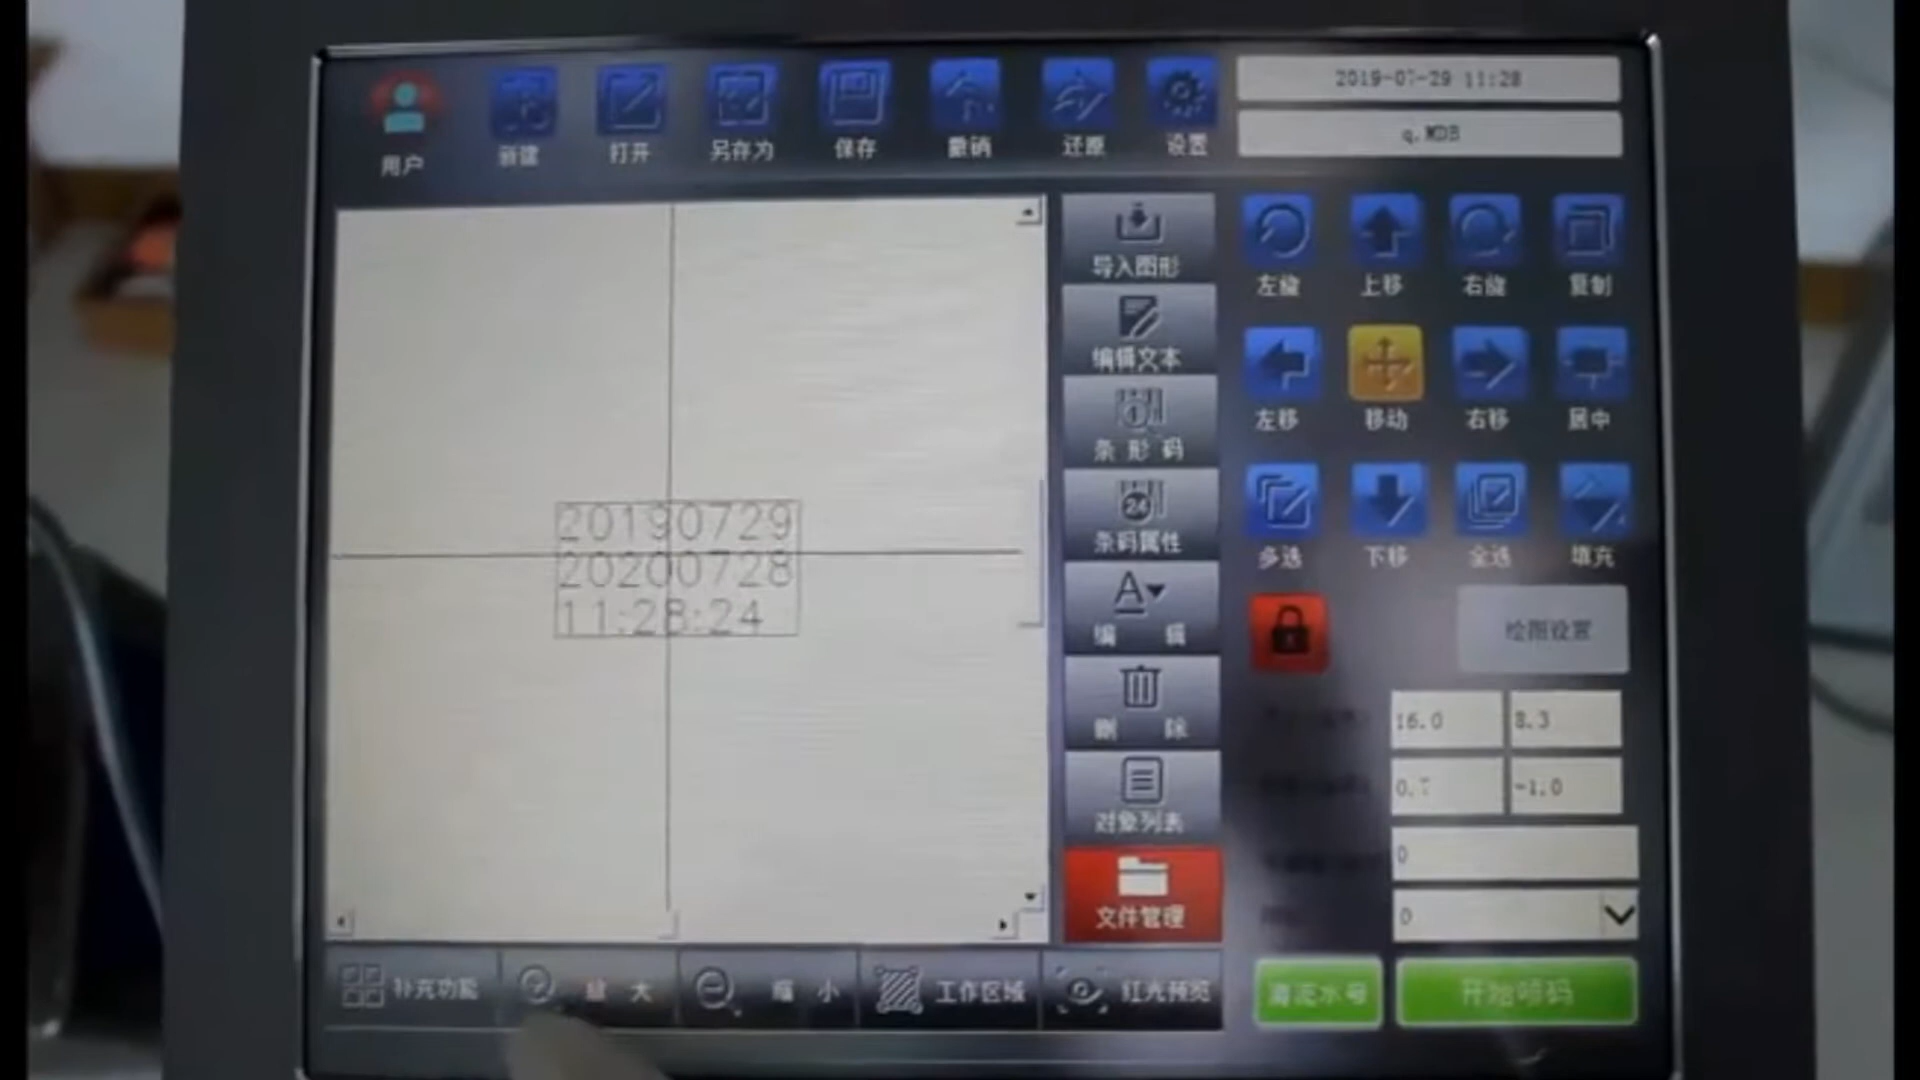 用户
新建
打开
另存为
保存
撤销
还原
设置
2019-07-29 11:28
q.MDB
导入图形
编辑文本
条形码
条码属性
编辑
删除
对象列表
文件管理
左旋
上移
右旋
复制
左移
移动
右移
居中
多选
下移
全选
填充
绘图设置
20190729
20200728
11:28:24
16.0
8.3
0.7
-1.0
0
0
补充功能
放大
缩小
工作区域
红光预览
清流水号
开始喷码